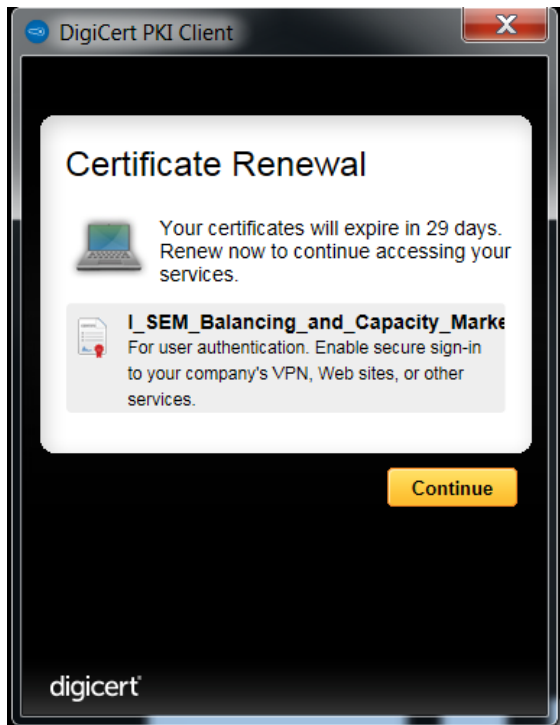 DigiCert PKI Client
Certificate Renewal
Your certificates will expire in 29 days.
Renew now to continue accessing your
services.
I_SEM_Balancing_and_Capacity_Marke
For user authentication. Enable secure sign-in
to your company's VPN, Web sites, or other
services.
Continue
digicert®